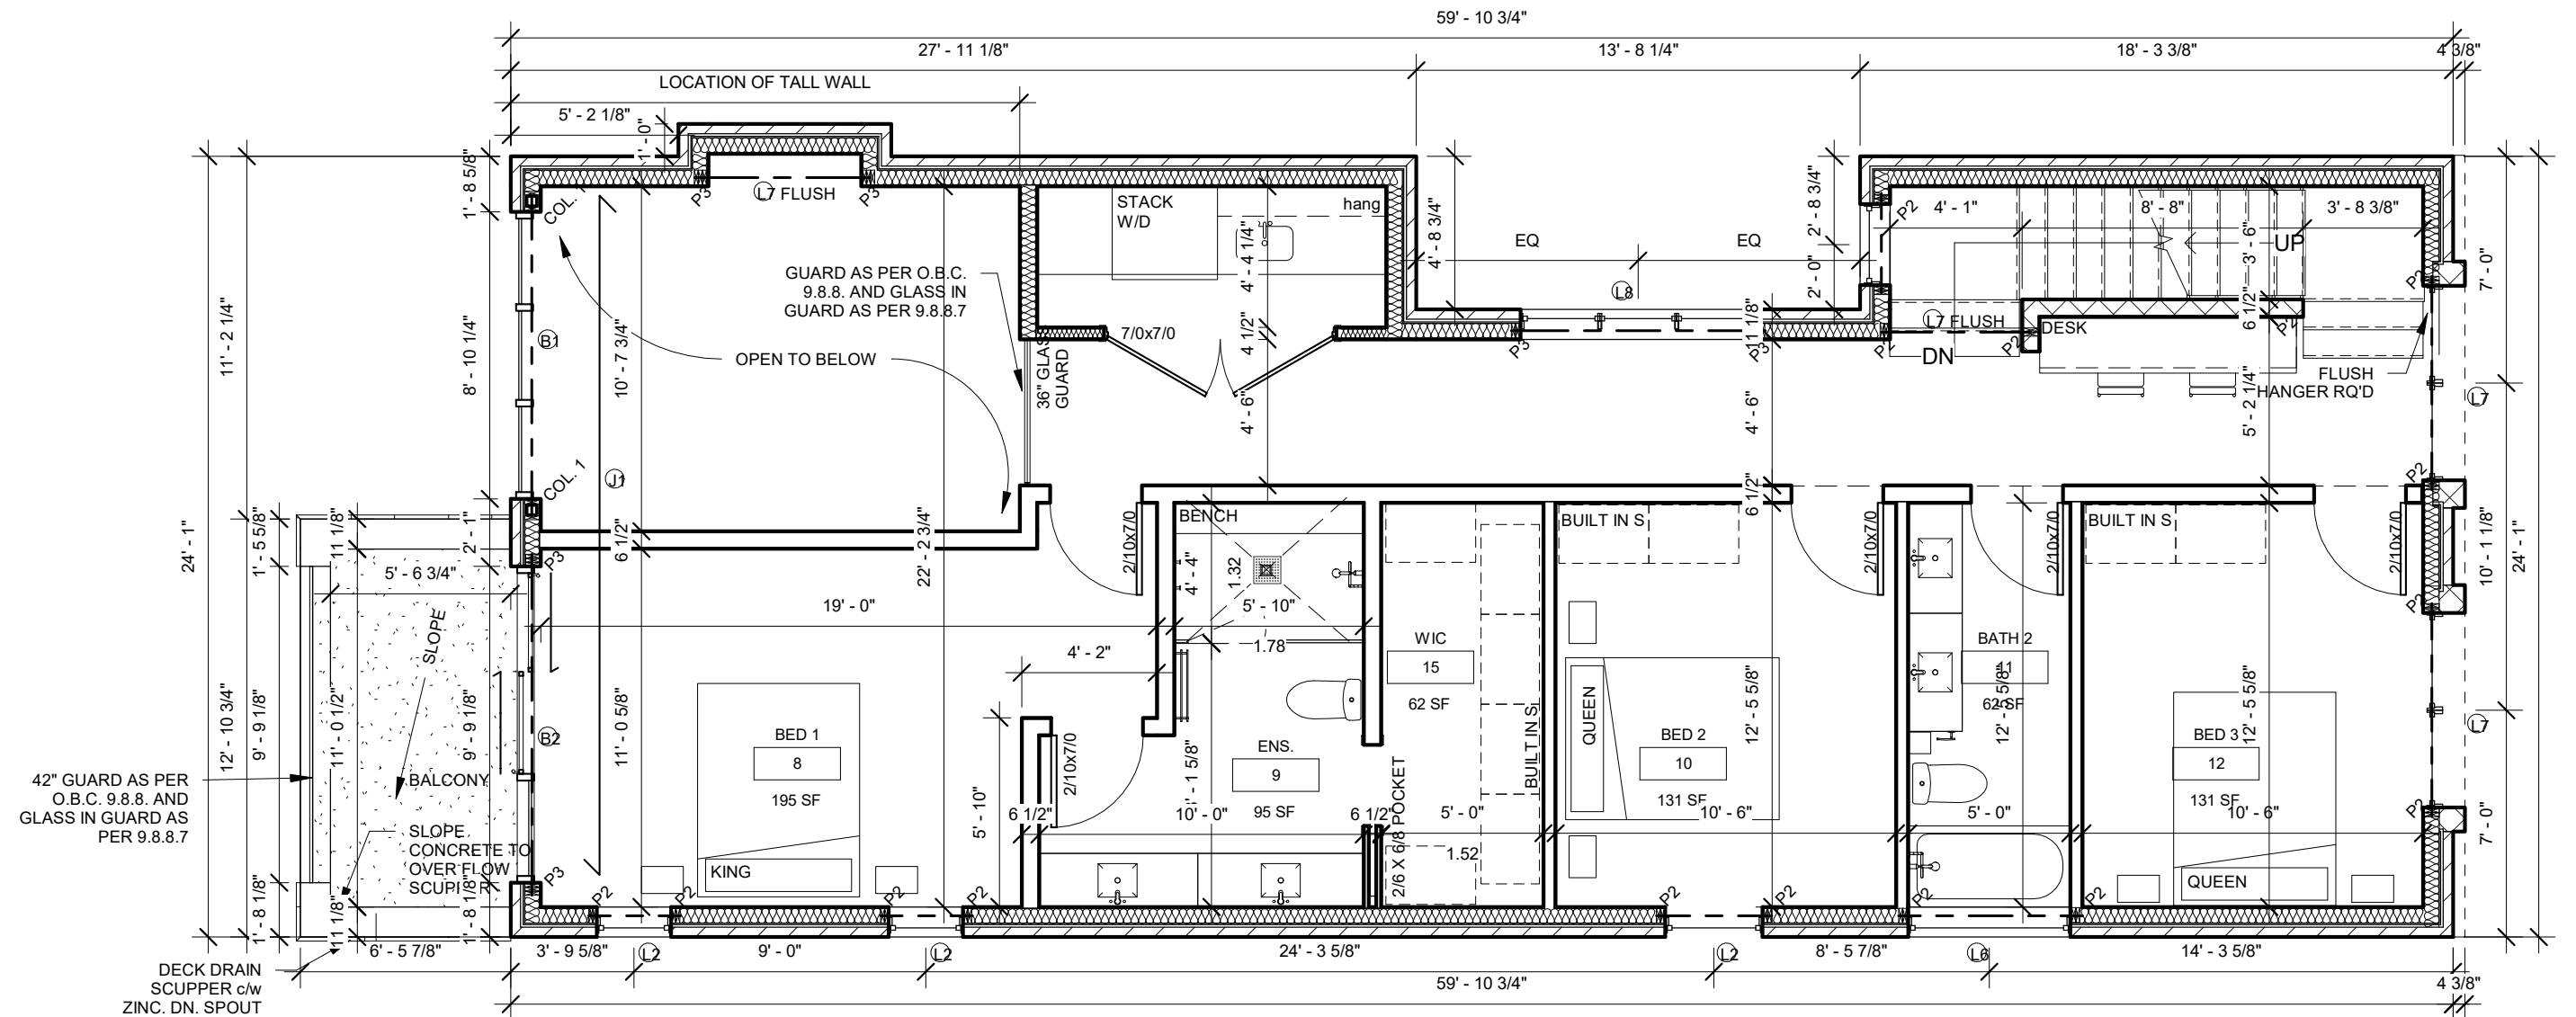 59' - 10 3/4"
27' - 11 1/8"
13' - 8 1/4"
18' - 3 3/8"
4 3/8"
LOCATION OF TALL WALL
5' - 2 1/8"
1' - 0"
1' - 8 5/8"
COL. 1
P3
L7 FLUSH
P3
STACK
W/D
hang
4' - 4 1/4"
4' - 8 3/4"
EQ
EQ
2' - 8 3/4"
2' - 0"
P2
4' - 1"
8' - 8"
3' - 8 3/8"
3' - 6"
UP
P2
7' - 0"
GUARD AS PER O.B.C.
9.8.8. AND GLASS IN
GUARD AS PER 9.8.8.7
L8
11' - 2 1/4"
8' - 10 1/4"
B1
10' - 7 3/4"
OPEN TO BELOW
36" GLASS
GUARD
7/0x7/0
4 1/2"
4' - 6"
P3
11 1/8"
P3
4' - 6"
P2
L7 FLUSH
DN
P2
DESK
6 1/2"
P2
5' - 2 1/4"
FLUSH
HANGER RQ'D
L7
COL. 1
J1
P2
24' - 1"
1' - 5 5/8"
11 1/8"
2' - 1"
P3
6 1/2"
22' - 2 3/4"
2/10x7/0
BENCH
4' - 4"
1.32
5' - 10"
1.78
6 1/2"
BUILT IN S
2/10x7/0
2/10x7/0
BUILT IN S
2/10x7/0
P2
10' - 1 1/8"
24' - 1"
5' - 6 3/4"
SLOPE
19' - 0"
4' - 2"
WIC
15
62 SF
BATH 2
11
62 SF
12' - 5 5/8"
12' - 10 3/4"
9' - 9 1/8"
11' - 0 1/2"
9' - 9 1/8"
B2
11' - 0 5/8"
BED 1
8
195 SF
KING
2/10x7/0
5' - 10"
6 1/2"
ENS.
9
95 SF
10' - 0"
6 1/2"
2/6 X 6/8 POCKET
5' - 0"
1.52
BUILT IN S
QUEEN
BED 2
10
131 SF
12' - 5 5/8"
10' - 6"
5' - 0"
BED 3
12
131 SF
12' - 5 5/8"
10' - 6"
QUEEN
L7
P2
7' - 0"
42" GUARD AS PER
O.B.C. 9.8.8. AND
GLASS IN GUARD AS
PER 9.8.8.7
BALCONY
SLOPE
CONCRETE TO
OVER FLOW
SCUPPER
1' - 8 1/8"
11 1/8"
1' - 8 1/8"
P3
P2
P2
P2
P2
P2
P2
P2
6' - 5 7/8"
3' - 9 5/8"
L2
9' - 0"
L2
24' - 3 5/8"
L2
8' - 5 7/8"
L6
14' - 3 5/8"
DECK DRAIN
SCUPPER c/w
ZINC. DN. SPOUT
59' - 10 3/4"
4 3/8"